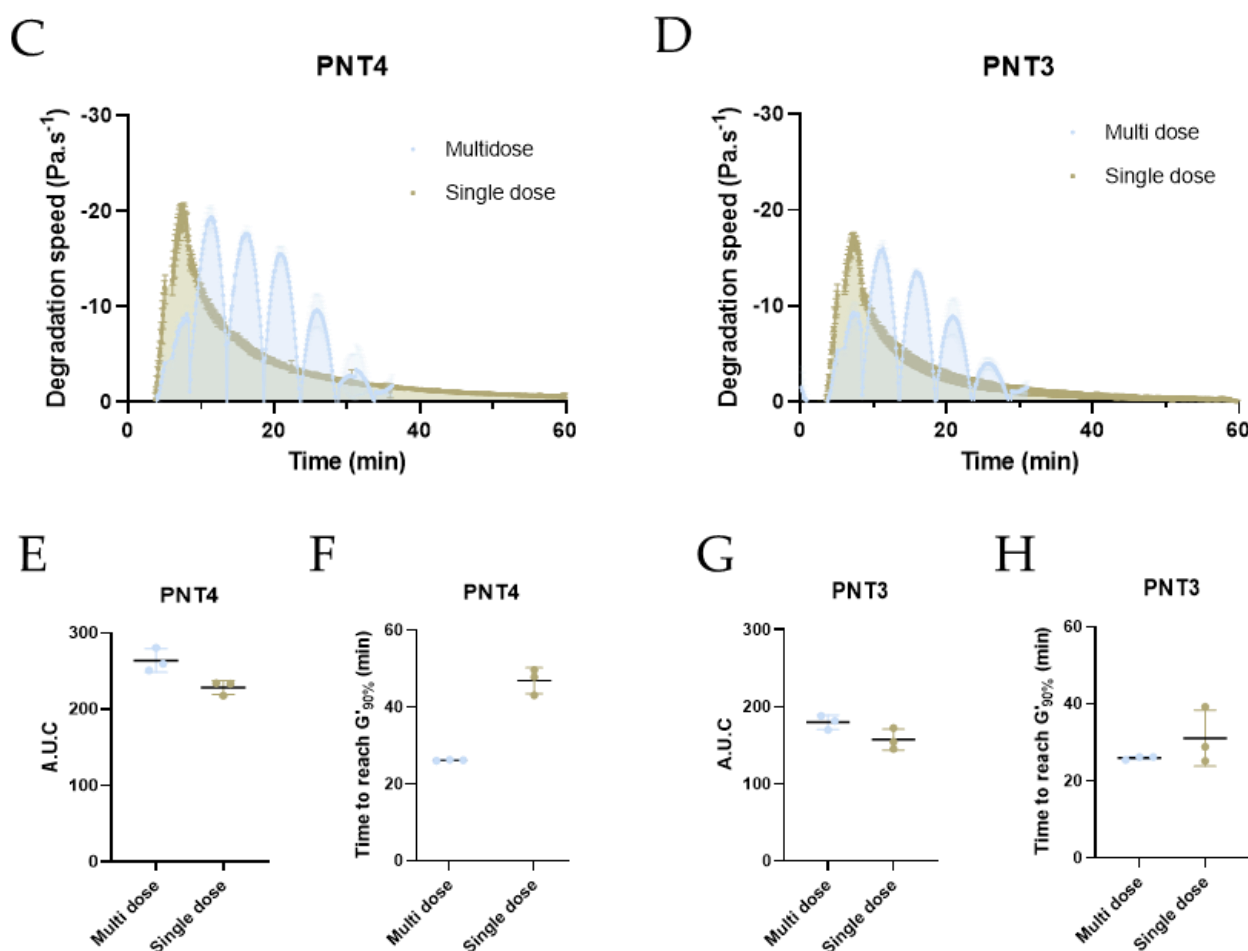 C
PNT4
Degradation speed (Pa.s⁻¹)
-30
-20
-10
0
Multidose
Single dose
0
20
40
60
Time (min)
D
PNT3
Degradation speed (Pa.s⁻¹)
-30
-20
-10
0
Multi dose
Single dose
0
20
40
60
Time (min)
E
PNT4
A.U.C
300
200
100
0
Multi dose
Single dose
F
PNT4
Time to reach G'90% (min)
60
40
20
0
Multi dose
Single dose
G
PNT3
A.U.C
300
200
100
0
Multi dose
Single dose
H
PNT3
Time to reach G'90% (min)
60
40
20
0
Multi dose
Single dose